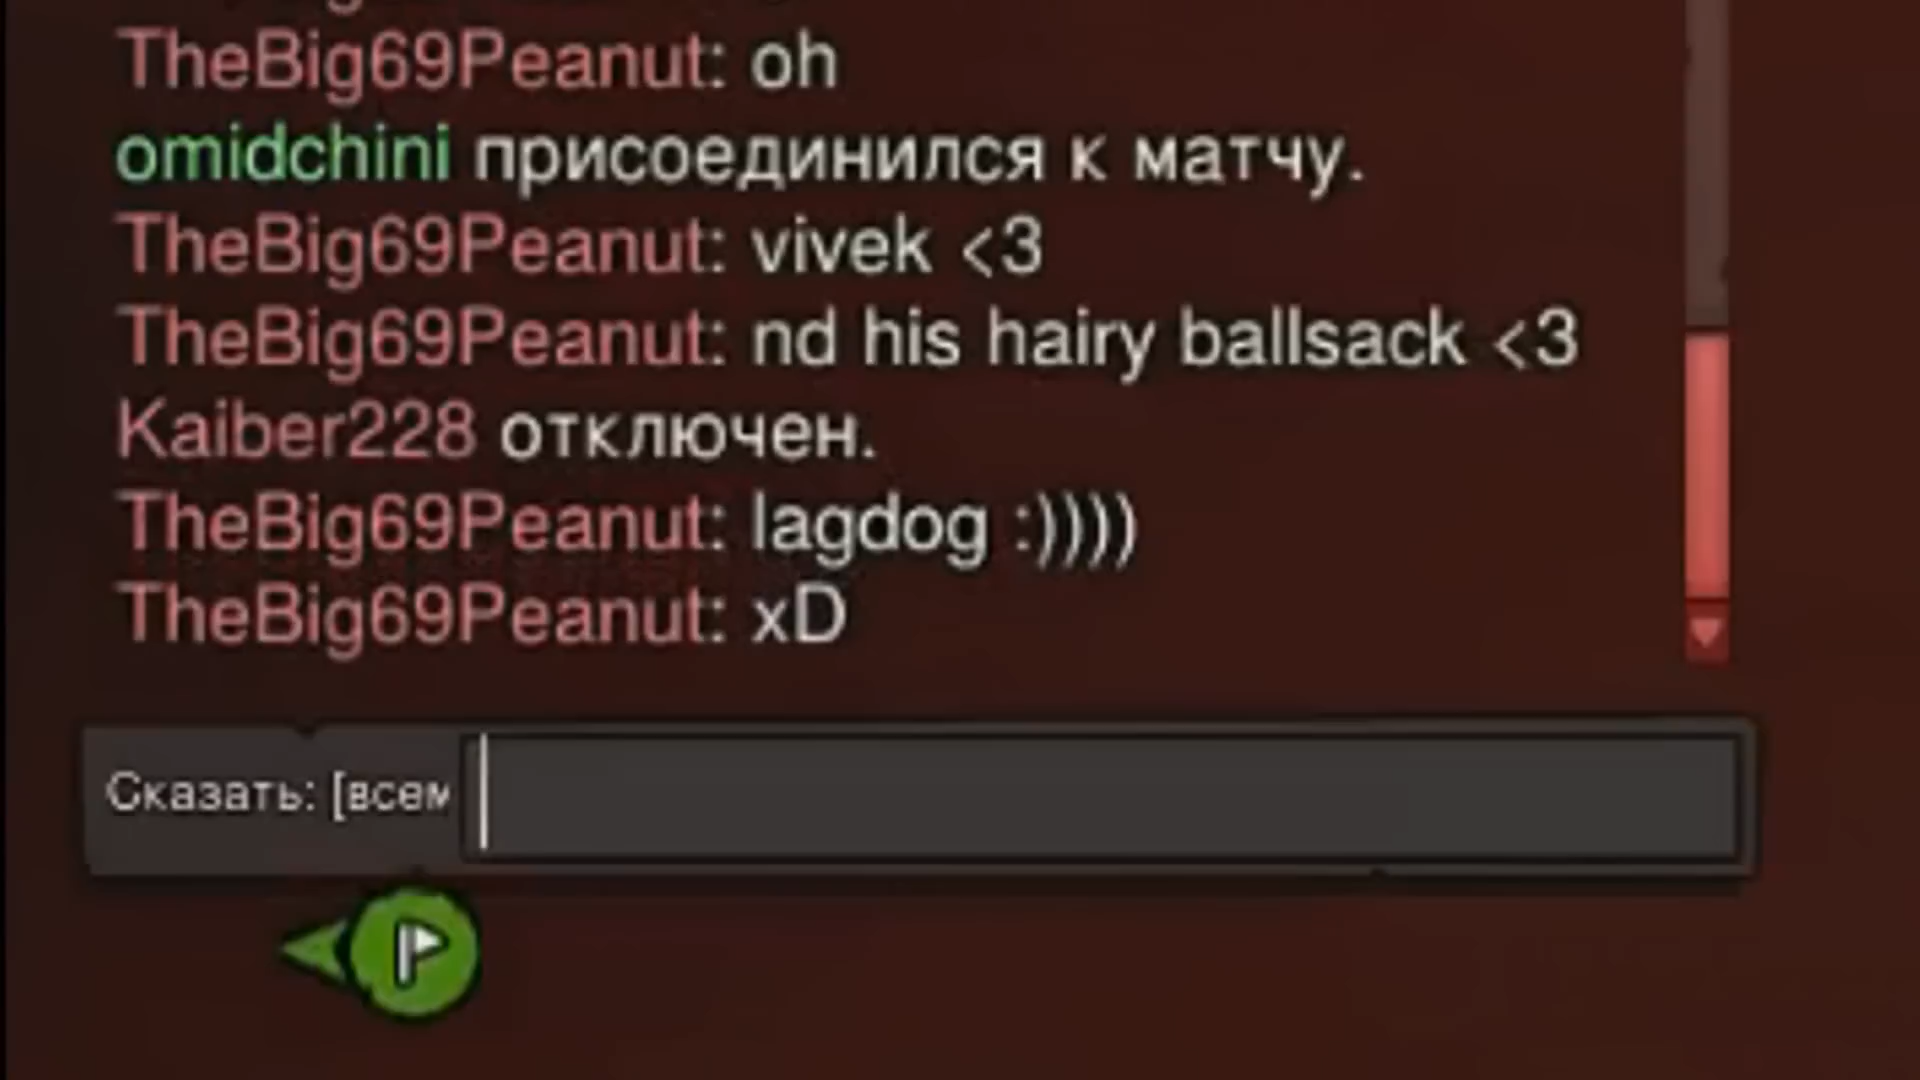 TheBig69Peanut: oh
omidchini присоединился к матчу.
TheBig69Peanut: vivek <3
TheBig69Peanut: nd his hairy ballsack <3
Kaiber228 отключен.
TheBig69Peanut: lagdog :))))
TheBig69Peanut: xD
Сказать: [всем